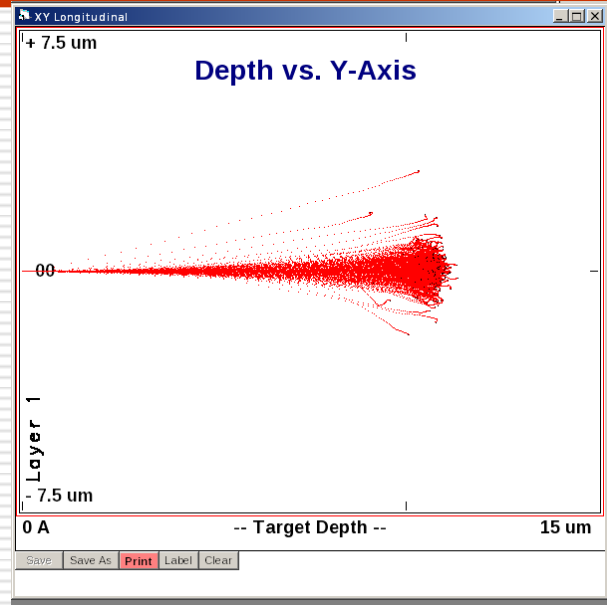 XY Longitudinal
+ 7.5 um
Depth vs. Y-Axis
00
Layer 1
- 7.5 um
0 A -- Target Depth -- 15 um
Save Save As Print Label Clear